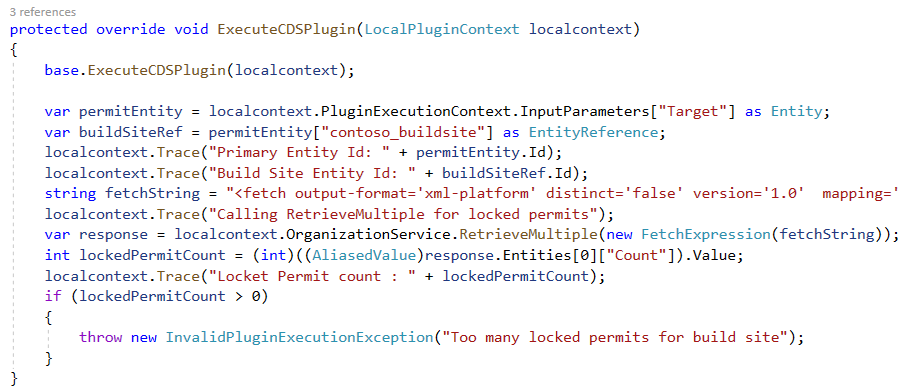 3 references
protected override void ExecuteCDSPlugin(LocalPluginContext localcontext)
{
base.ExecuteCDSPlugin(localcontext);
var permitEntity = localcontext.PluginExecutionContext.InputParameters["Target"] as Entity;
var buildSiteRef = permitEntity["contoso_buildsite"] as EntityReference;
localcontext.Trace("Primary Entity Id: " + permitEntity.Id);
localcontext.Trace("Build Site Entity Id: " + buildSiteRef.Id);
string fetchString = "<fetch output-format='xml-platform' distinct='false' version='1.0'  mapping='
localcontext.Trace("Calling RetrieveMultiple for locked permits");
var response = localcontext.OrganizationService.RetrieveMultiple(new FetchExpression(fetchString));
int lockedPermitCount = (int)((AliasedValue)response.Entities[0]["Count"]).Value;
localcontext.Trace("Locket Permit count : " + lockedPermitCount);
if (lockedPermitCount > 0)
{
throw new InvalidPluginExecutionException("Too many locked permits for build site");
}
}